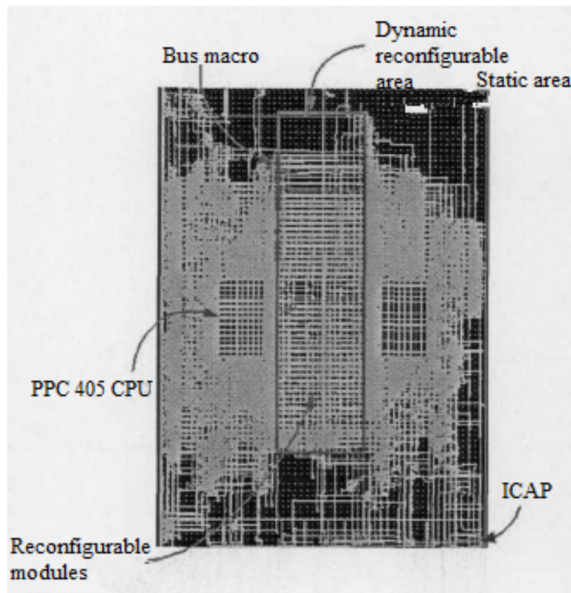 Dynamic
reconfigurable
area
Bus macro
Static area
PPC 405 CPU
ICAP
Reconfigurable
modules